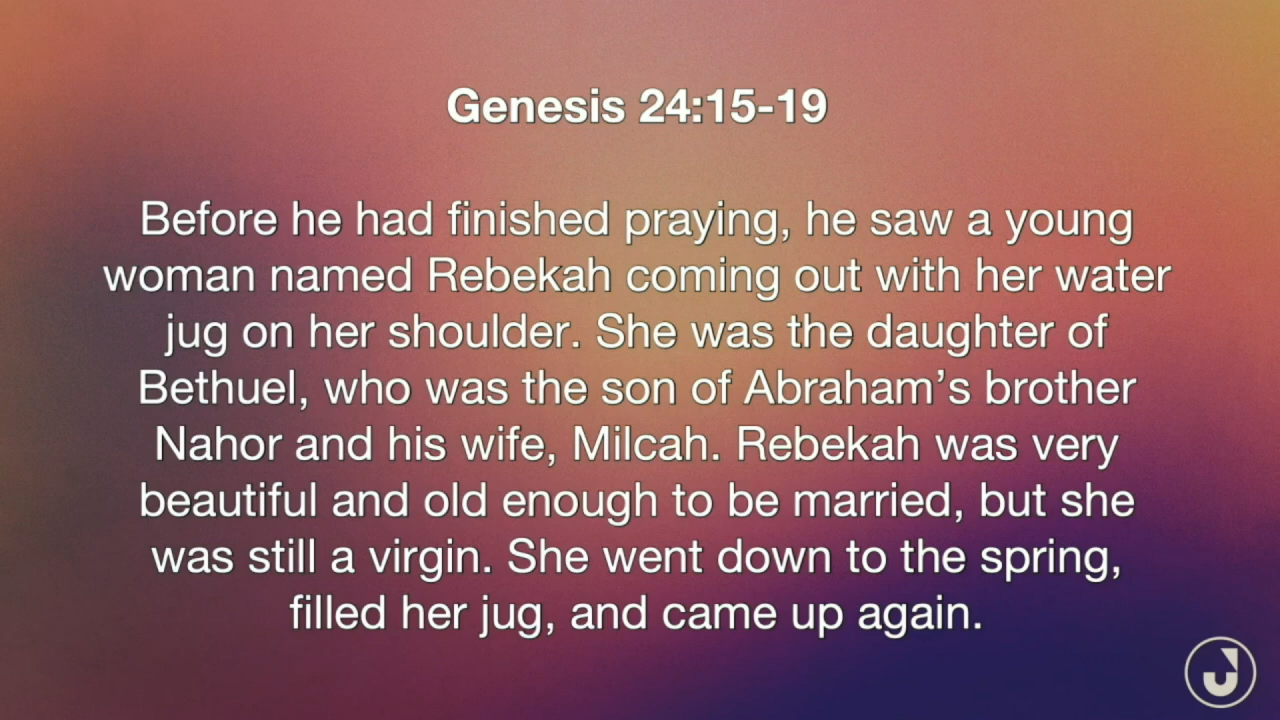 Genesis 24:15-19
Before he had finished praying, he saw a young
woman named Rebekah coming out with her water
jug on her shoulder. She was the daughter of
Bethuel, who was the son of Abraham’s brother
Nahor and his wife, Milcah. Rebekah was very
beautiful and old enough to be married, but she
was still a virgin. She went down to the spring,
filled her jug, and came up again.